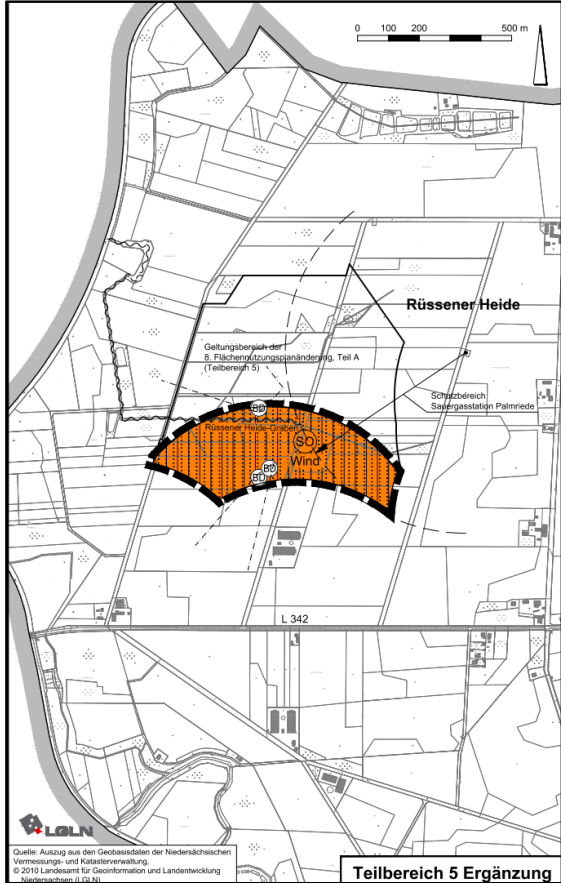 0 100 200 500 m
Rüssener Heide
Geltungsbereich der
8. Flächennutzungsplanänderung, Teil A
(Teilbereich 5)
Schutzbereich
Sauergasstation Palmriede
BD
Rüssener Heide-Graben
SO
Wind
BD
BD
L 342
LGLN
Quelle: Auszug aus den Geobasisdaten der Niedersächsischen
Vermessungs- und Katasterverwaltung,
© 2010 Landesamt für Geoinformation und Landentwicklung
Niedersachsen (LGLN)
Teilbereich 5 Ergänzung